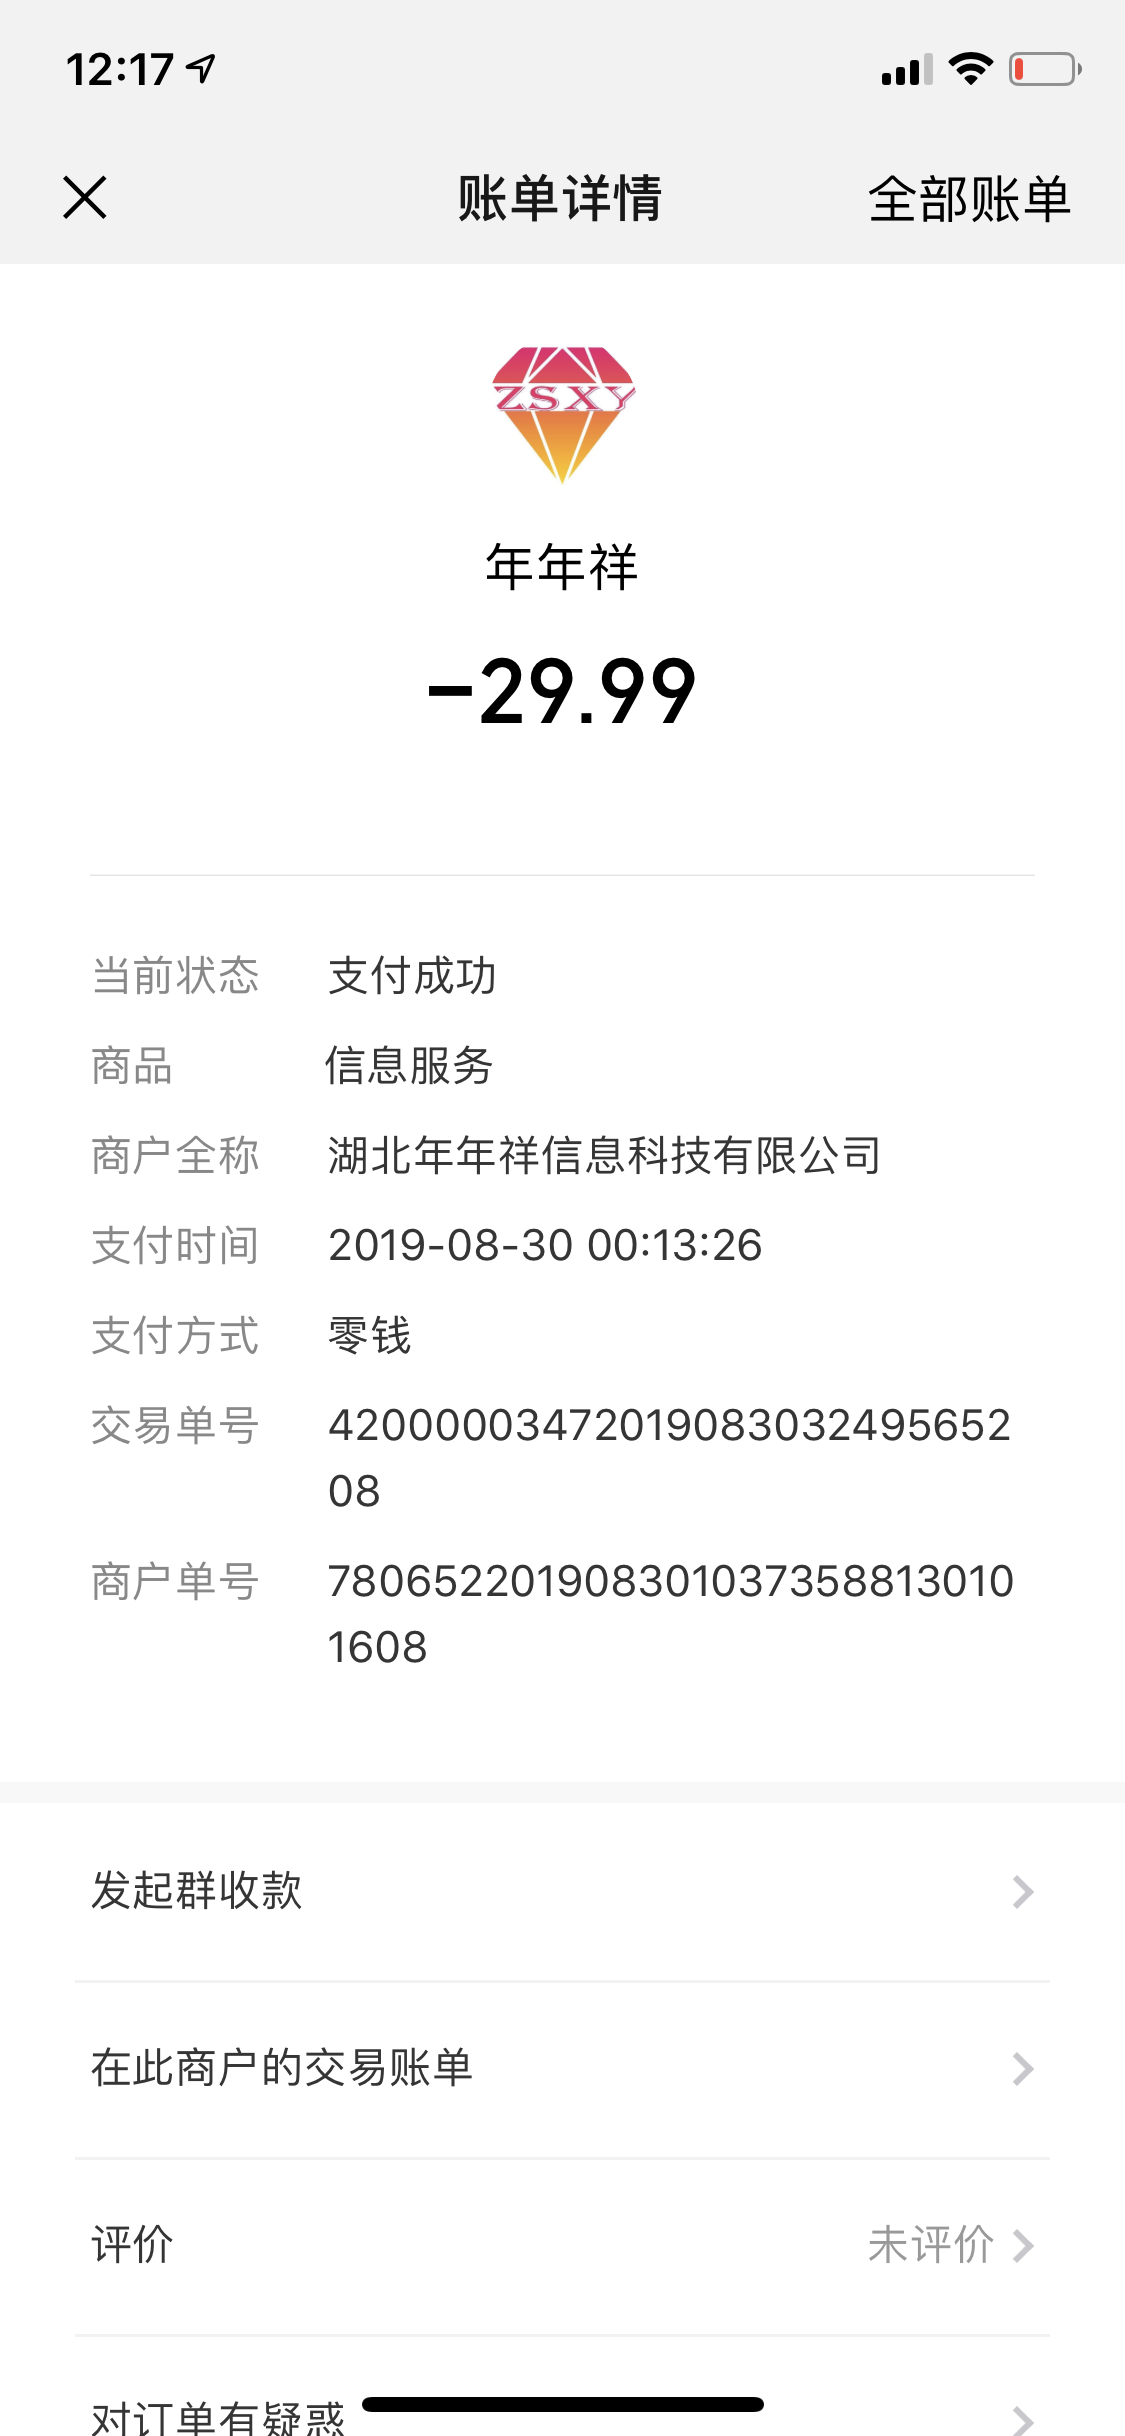 12:17
账单详情 全部账单
ZSXY
年年祥
-29.99
当前状态 支付成功
商品 信息服务
商户全称 湖北年年祥信息科技有限公司
支付时间 2019-08-30 00:13:26
支付方式 零钱
交易单号 42000003472019083032495652
08
商户单号 78065220190830103735881301​0
1608
发起群收款
在此商户的交易账单
评价 未评价
对订单有疑惑